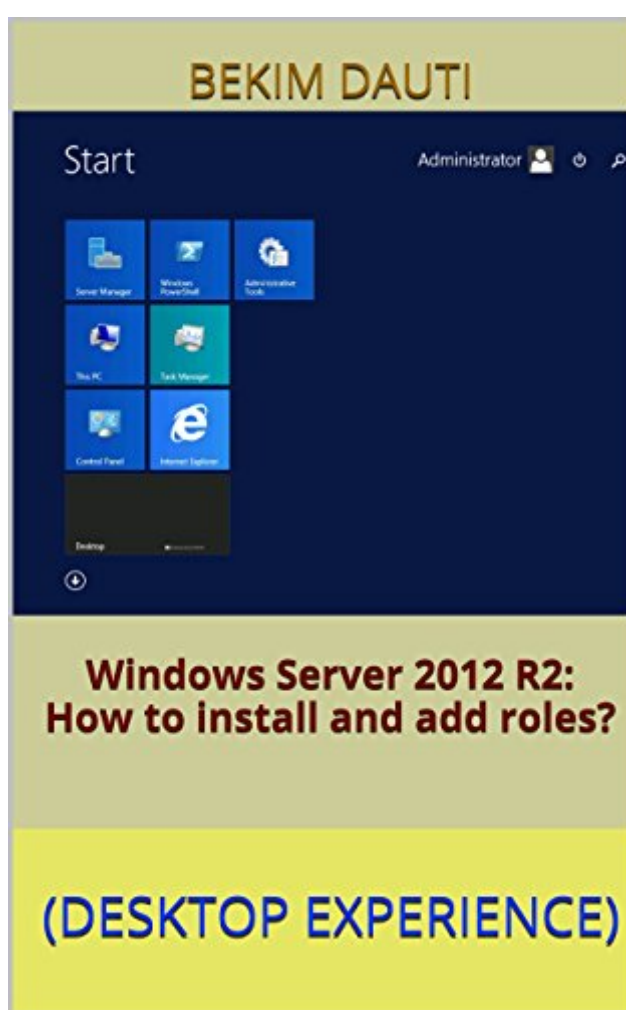 BEKIM DAUTI
Start
Administrator
Server Manager
Windows PowerShell
Administrative Tools
This PC
Task Manager
Control Panel
Internet Explorer
Desktop
Windows Server 2012 R2:
How to install and add roles?
(DESKTOP EXPERIENCE)